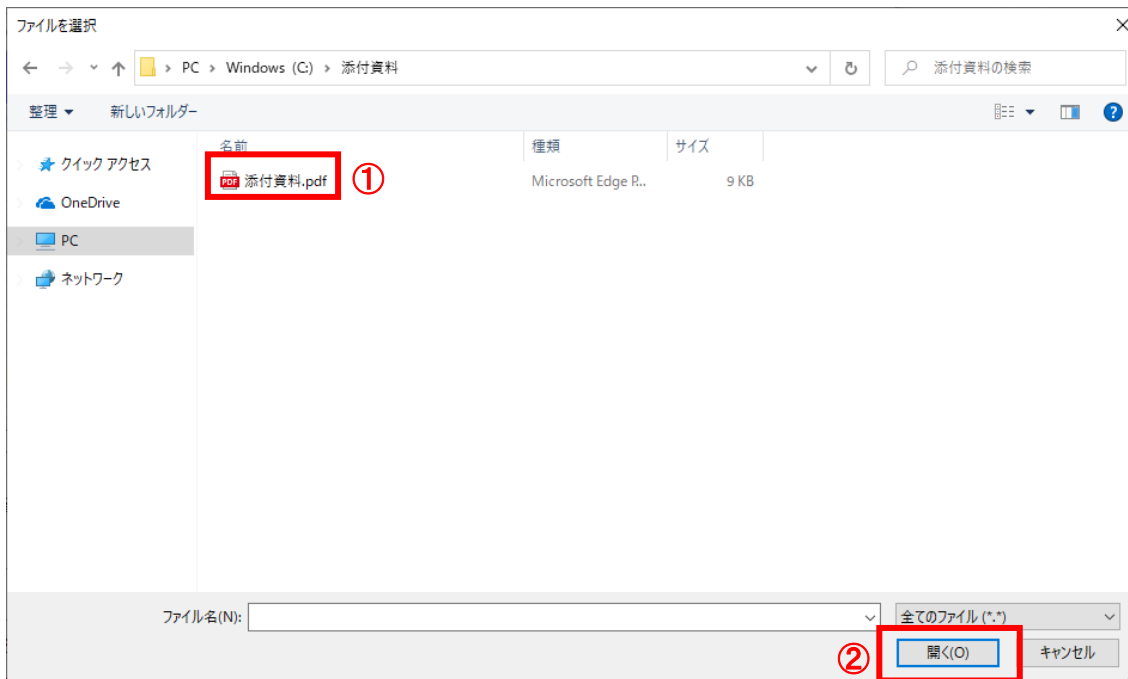 ファイルを選択
PC › Windows (C:) › 添付資料
添付資料の検索
整理 新しいフォルダー
名前 種類 サイズ
クイック アクセス
添付資料.pdf ① Microsoft Edge P... 9 KB
OneDrive
PC
ネットワーク
ファイル名(N): 全てのファイル (*.*)
② 開く(O) キャンセル